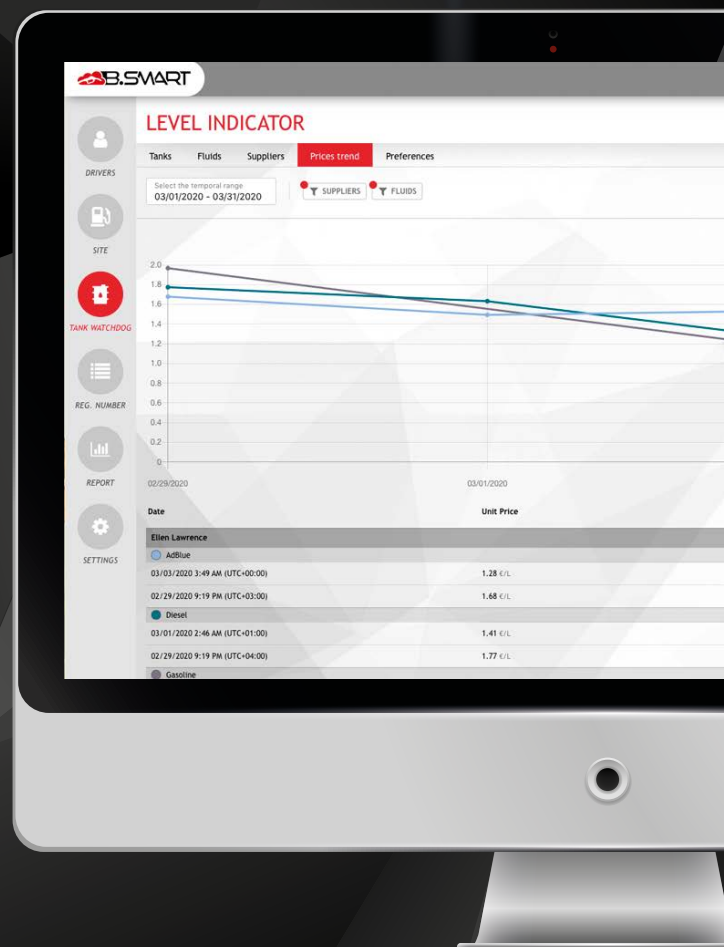 B.SMART
LEVEL INDICATOR
Tanks Fluids Suppliers Prices trend Preferences
Select the temporal range
03/01/2020 - 03/31/2020
SUPPLIERS FLUIDS
DRIVERS
SITE
TANK WATCHDOG
REG. NUMBER
REPORT
SETTINGS
2.0
1.8
1.6
1.4
1.2
1.0
0.8
0.6
0.4
0.2
0
02/29/2020 03/01/2020
Date Unit Price
Ellen Lawrence
AdBlue
03/03/2020 3:49 AM (UTC+00:00) 1.28 €/L
02/29/2020 9:19 PM (UTC+03:00) 1.68 €/L
Diesel
03/01/2020 2:46 AM (UTC+01:00) 1.41 €/L
02/29/2020 9:19 PM (UTC+04:00) 1.77 €/L
Gasoline